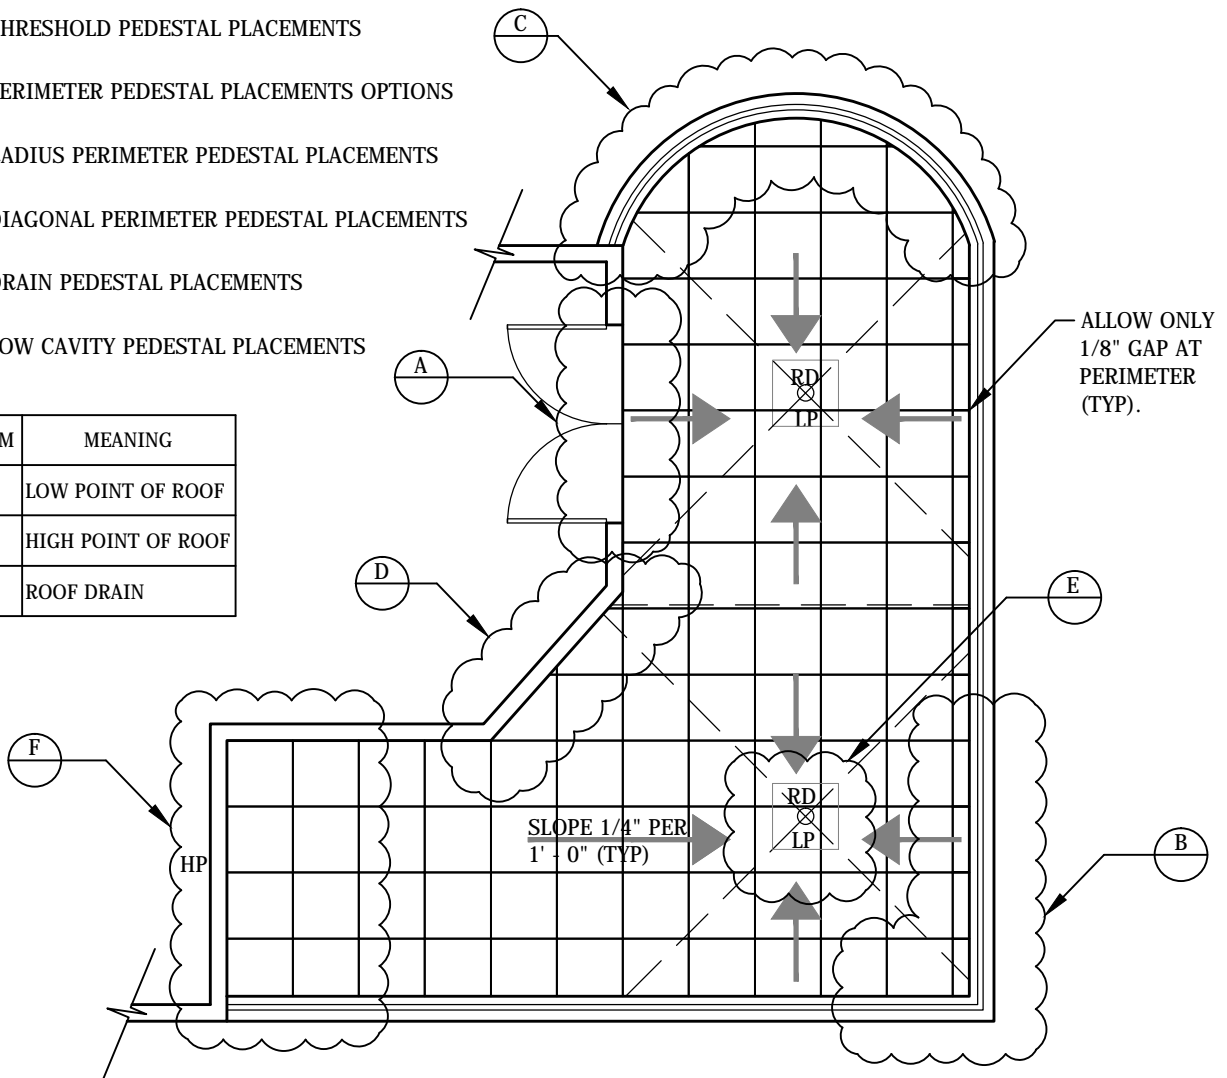 HRESHOLD PEDESTAL PLACEMENTS
ERIMETER PEDESTAL PLACEMENTS OPTIONS
ADIUS PERIMETER PEDESTAL PLACEMENTS
DIAGONAL PERIMETER PEDESTAL PLACEMENTS
DRAIN PEDESTAL PLACEMENTS
OW CAVITY PEDESTAL PLACEMENTS
M MEANING
LOW POINT OF ROOF
HIGH POINT OF ROOF
ROOF DRAIN
C
A
ALLOW ONLY
1/8" GAP AT
PERIMETER
(TYP).
RD
LP
D
E
F
HP
SLOPE 1/4" PER
1' - 0" (TYP)
RD
LP
B